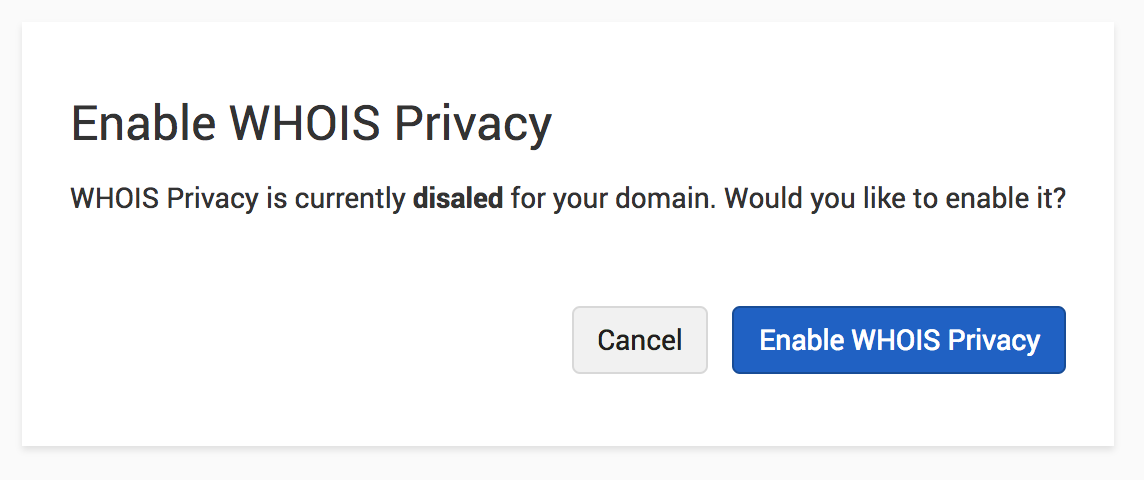 Enable WHOIS Privacy
WHOIS Privacy is currently disaled for your domain. Would you like to enable it?
Cancel
Enable WHOIS Privacy